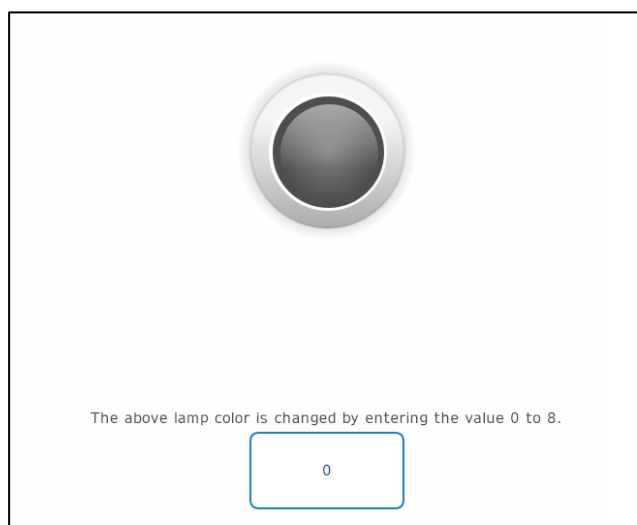 The above lamp color is changed by entering the value 0 to 8.
0